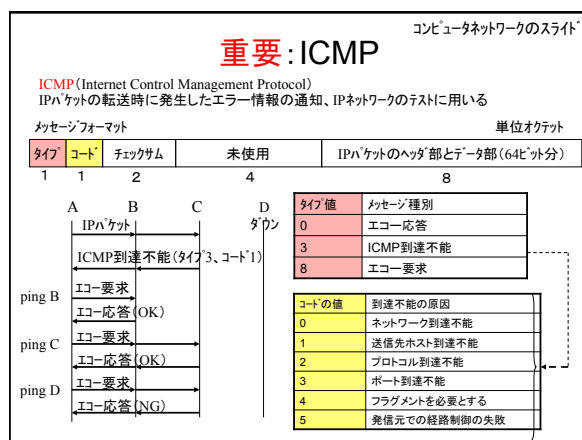 コンピュータネットワークのスライド
重要:ICMP
ICMP(Internet Control Management Protocol)
IPパケットの転送時に発生したエラー情報の通知、IPネットワークのテストに用いる
メッセージフォーマット
単位オクテット
タイプ コード チェックサム 未使用 IPパケットのヘッダ部とデータ部(64ビット分)
1 1 2 4 8
A B C D
ダウン
IPパケット
ICMP到達不能(タイプ3、コード1)
ping B
エコー要求
エコー応答(OK)
ping C
エコー要求
エコー応答(OK)
ping D
エコー要求
エコー応答(NG)
タイプ値 メッセージ種別
0 エコー応答
3 ICMP到達不能
8 エコー要求
コードの値 到達不能の原因
0 ネットワーク到達不能
1 送信先ホスト到達不能
2 プロトコル到達不能
3 ポート到達不能
4 フラグメントを必要とする
5 発信元での経路制御の失敗